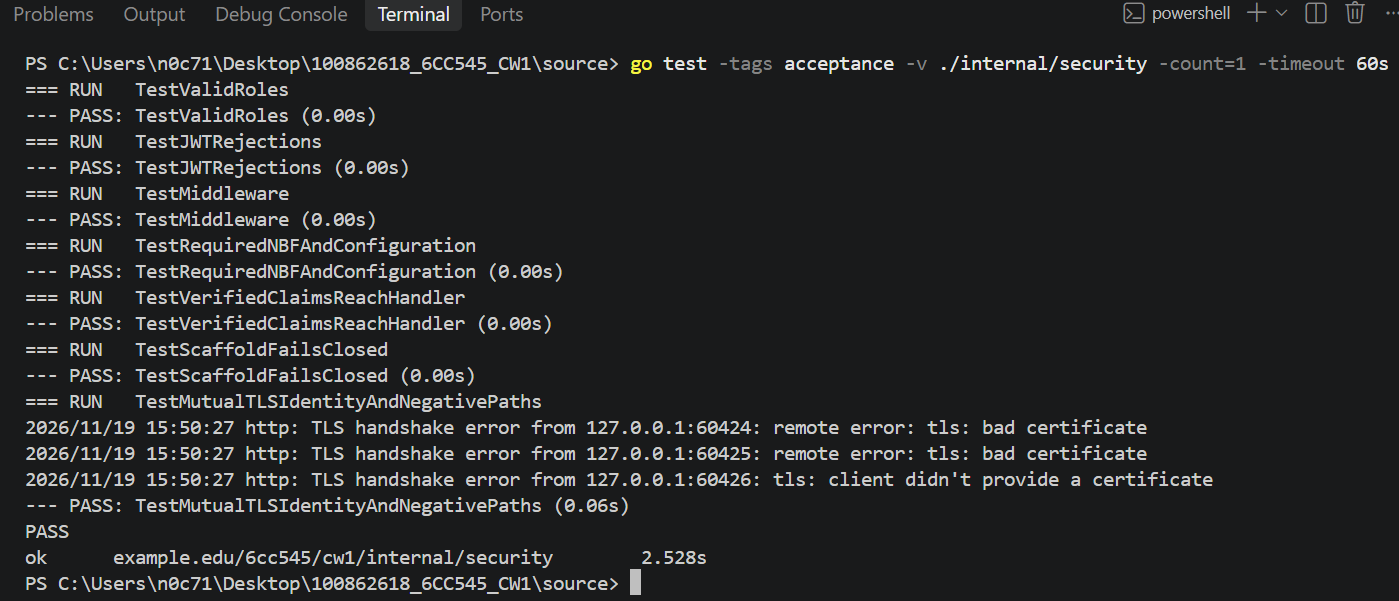 Problems Output Debug Console Terminal Ports powershell
PS C:\Users\n0c71\Desktop\100862618_6CC545_CW1\source> go test -tags acceptance -v ./internal/security -count=1 -timeout 60s
=== RUN   TestValidRoles
--- PASS: TestValidRoles (0.00s)
=== RUN   TestJWTRejections
--- PASS: TestJWTRejections (0.00s)
=== RUN   TestMiddleware
--- PASS: TestMiddleware (0.00s)
=== RUN   TestRequiredNBFAndConfiguration
--- PASS: TestRequiredNBFAndConfiguration (0.00s)
=== RUN   TestVerifiedClaimsReachHandler
--- PASS: TestVerifiedClaimsReachHandler (0.00s)
=== RUN   TestScaffoldFailsClosed
--- PASS: TestScaffoldFailsClosed (0.00s)
=== RUN   TestMutualTLSIdentityAndNegativePaths
2026/11/19 15:50:27 http: TLS handshake error from 127.0.0.1:60424: remote error: tls: bad certificate
2026/11/19 15:50:27 http: TLS handshake error from 127.0.0.1:60425: remote error: tls: bad certificate
2026/11/19 15:50:27 http: TLS handshake error from 127.0.0.1:60426: tls: client didn't provide a certificate
--- PASS: TestMutualTLSIdentityAndNegativePaths (0.06s)
PASS
ok      example.edu/6cc545/cw1/internal/security        2.528s
PS C:\Users\n0c71\Desktop\100862618_6CC545_CW1\source>